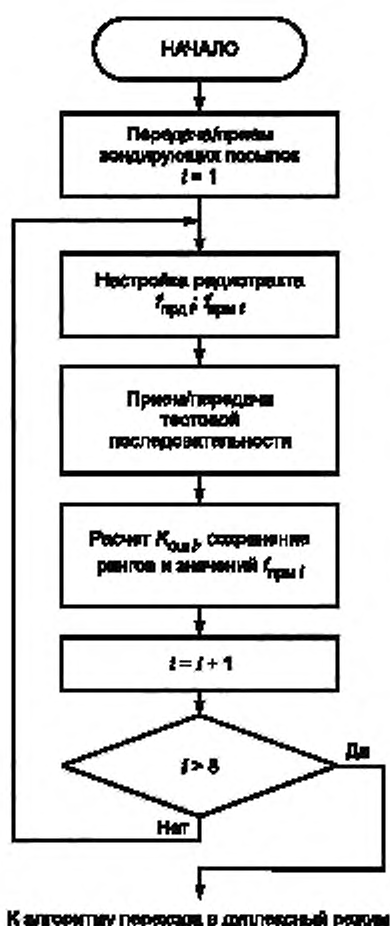 НАЧАЛО
Передача/прием
зондирующих посылок
i = 1
Настройка радиотракта
fпрд i; fпрм i
Прием/передача
тестовой
последовательности
Расчет Kош i, сохранение
рангов и значений fпрм i
i = i + 1
i > 8
Да
Нет
К алгоритму перехода в дуплексный режим